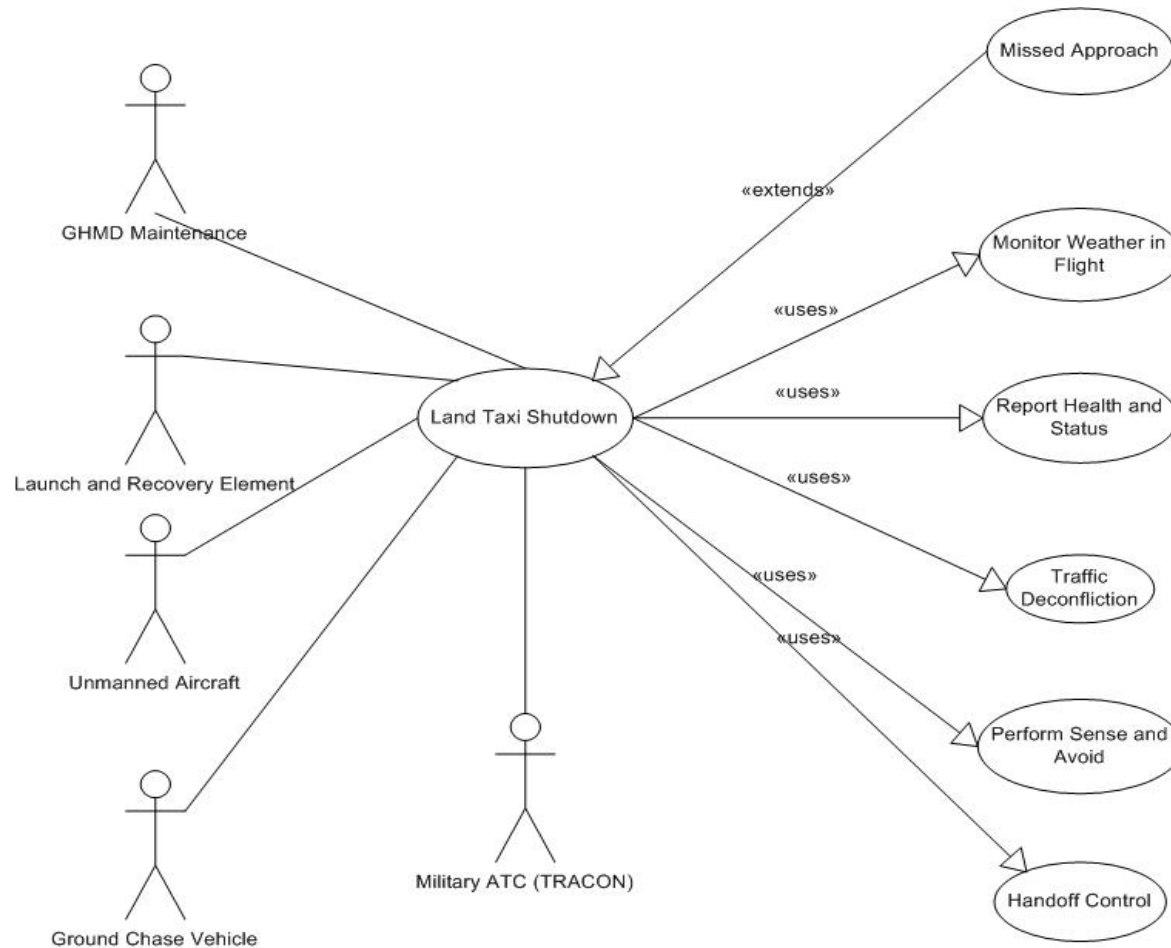 Missed Approach
GHMD Maintenance
«extends»
Monitor Weather in
Flight
«uses»
Launch and Recovery Element
Land Taxi Shutdown
«uses»
Report Health and
Status
«uses»
Unmanned Aircraft
«uses»
Traffic
Deconfliction
«uses»
Perform Sense and
Avoid
Military ATC (TRACON)
Handoff Control
Ground Chase Vehicle